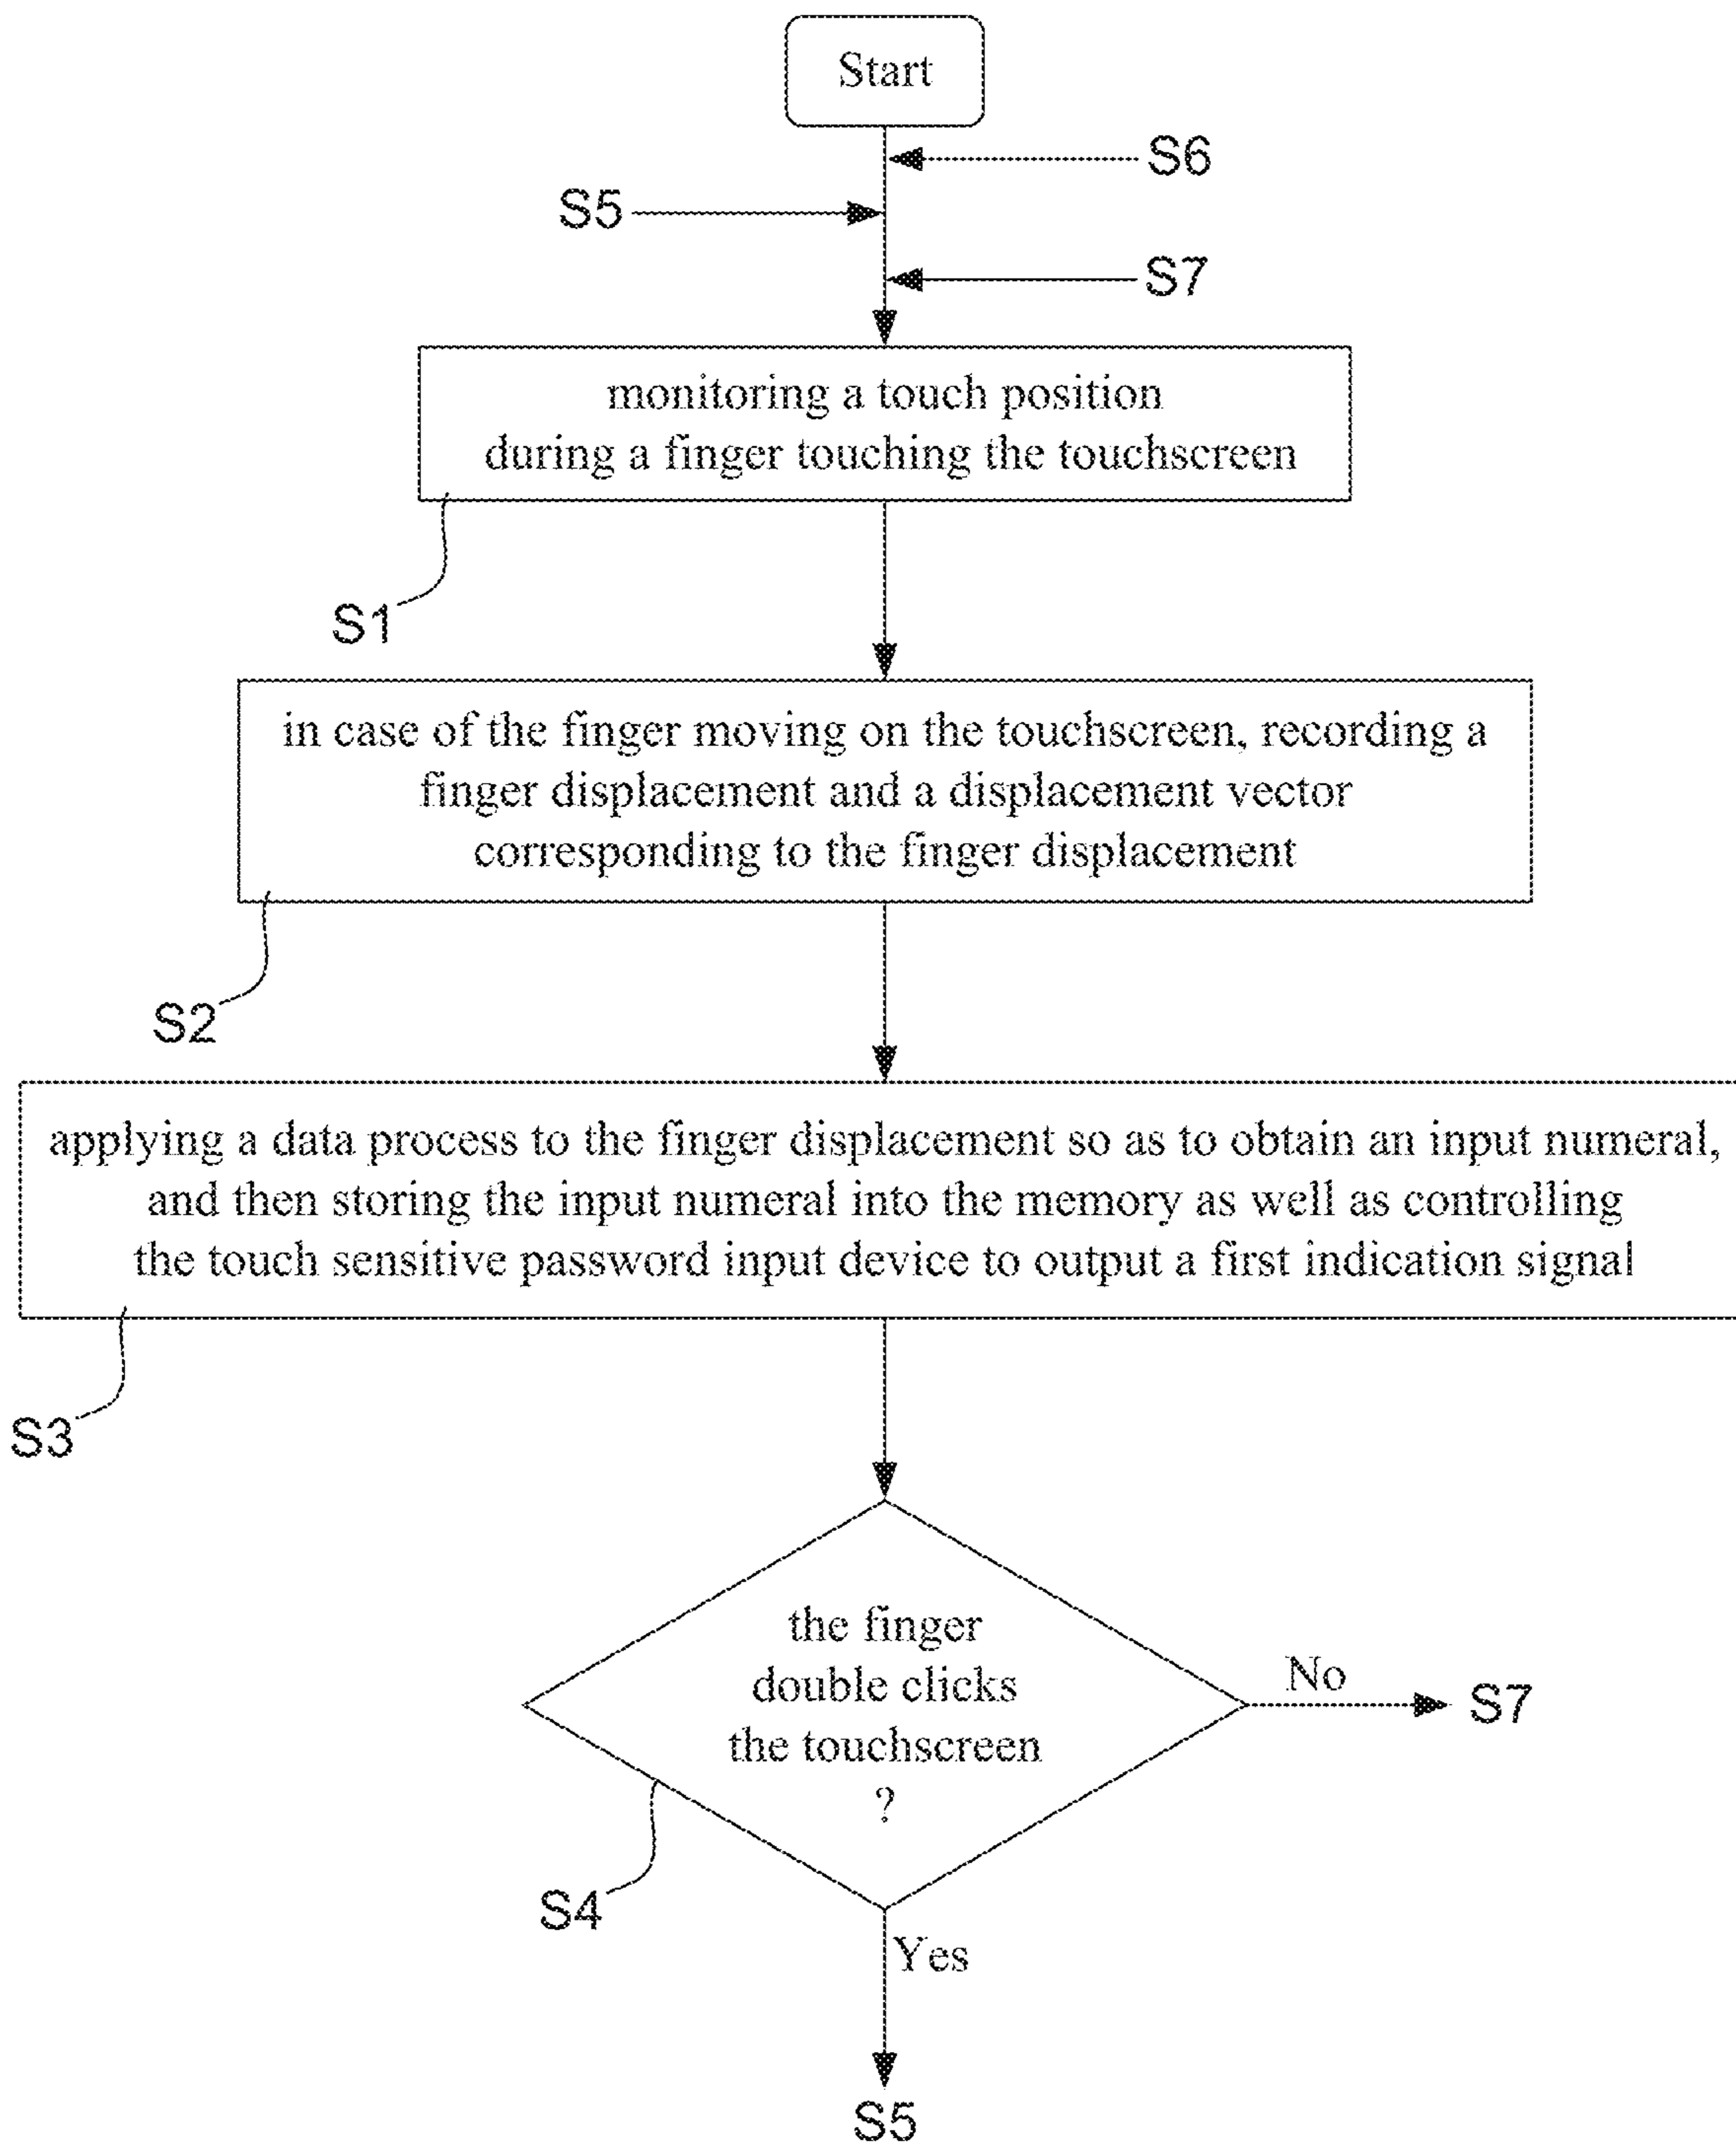 Start
S6
S5
S7
monitoring a touch position
during a finger touching the touchscreen
S1
in case of the finger moving on the touchscreen, recording a
finger displacement and a displacement vector
corresponding to the finger displacement
S2
applying a data process to the finger displacement so as to obtain an input numeral,
and then storing the input numeral into the memory as well as controlling
the touch sensitive password input device to output a first indication signal
S3
the finger
double clicks
the touchscreen
?
No
S7
S4
Yes
S5